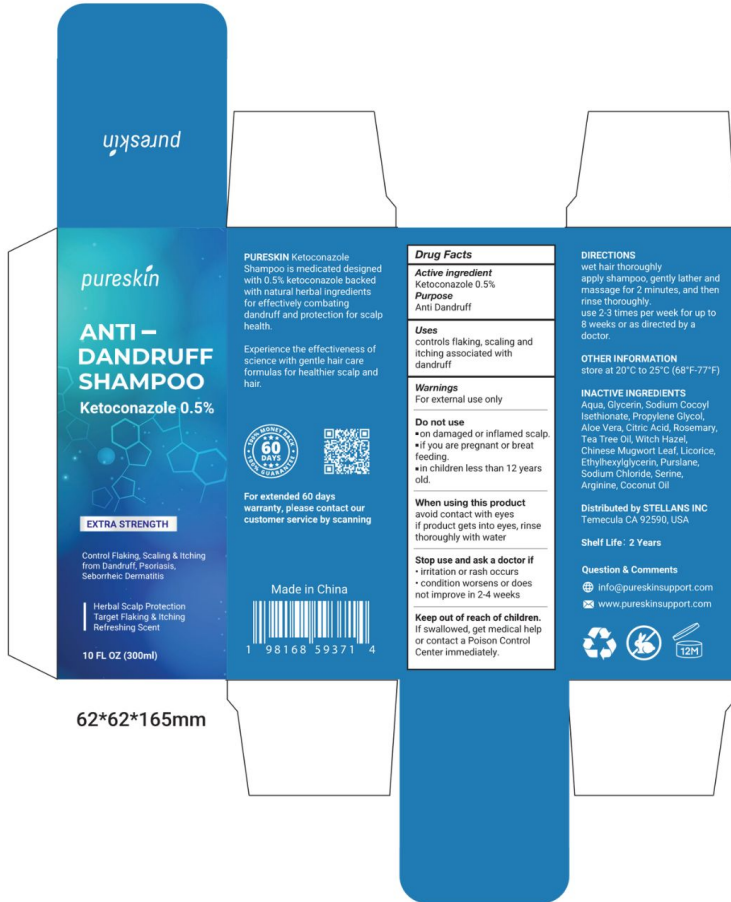 pureskin
pureskin
ANTI –
DANDRUFF
SHAMPOO
Ketoconazole 0.5%
EXTRA STRENGTH
Control Flaking, Scaling & Itching
from Dandruff, Psoriasis,
Seborrheic Dermatitis
Herbal Scalp Protection
Target Flaking & Itching
Refreshing Scent
10 FL OZ (300ml)
62*62*165mm
PURESKIN Ketoconazole
Shampoo is medicated designed
with 0.5% ketoconazole backed
with natural herbal ingredients
for effectively combating
dandruff and protection for scalp
health.
Experience the effectiveness of
science with gentle hair care
formulas for healthier scalp and
hair.
100% MONEY BACK
60
DAYS
100% GUARANTEE
For extended 60 days
warranty, please contact our
customer service by scanning
Made in China
1 98168 59371 4
Drug Facts
Active ingredient
Ketoconazole 0.5%
Purpose
Anti Dandruff
Uses
controls flaking, scaling and
itching associated with
dandruff
Warnings
For external use only
Do not use
▪on damaged or inflamed scalp.
▪if you are pregnant or breat
feeding.
▪in children less than 12 years
old.
When using this product
avoid contact with eyes
if product gets into eyes, rinse
thoroughly with water
Stop use and ask a doctor if
• irritation or rash occurs
• condition worsens or does
not improve in 2-4 weeks
Keep out of reach of children.
If swallowed, get medical help
or contact a Poison Control
Center immediately.
DIRECTIONS
wet hair thoroughly
apply shampoo, gently lather and
massage for 2 minutes, and then
rinse thoroughly.
use 2-3 times per week for up to
8 weeks or as directed by a
doctor.
OTHER INFORMATION
store at 20°C to 25°C (68°F-77°F)
INACTIVE INGREDIENTS
Aqua, Glycerin, Sodium Cocoyl
Isethionate, Propylene Glycol,
Aloe Vera, Citric Acid, Rosemary,
Tea Tree Oil, Witch Hazel,
Chinese Mugwort Leaf, Licorice,
Ethylhexylglycerin, Purslane,
Sodium Chloride, Serine,
Arginine, Coconut Oil
Distributed by STELLANS INC
Temecula CA 92590, USA
Shelf Life: 2 Years
Question & Comments
info@pureskinsupport.com
www.pureskinsupport.com
12M